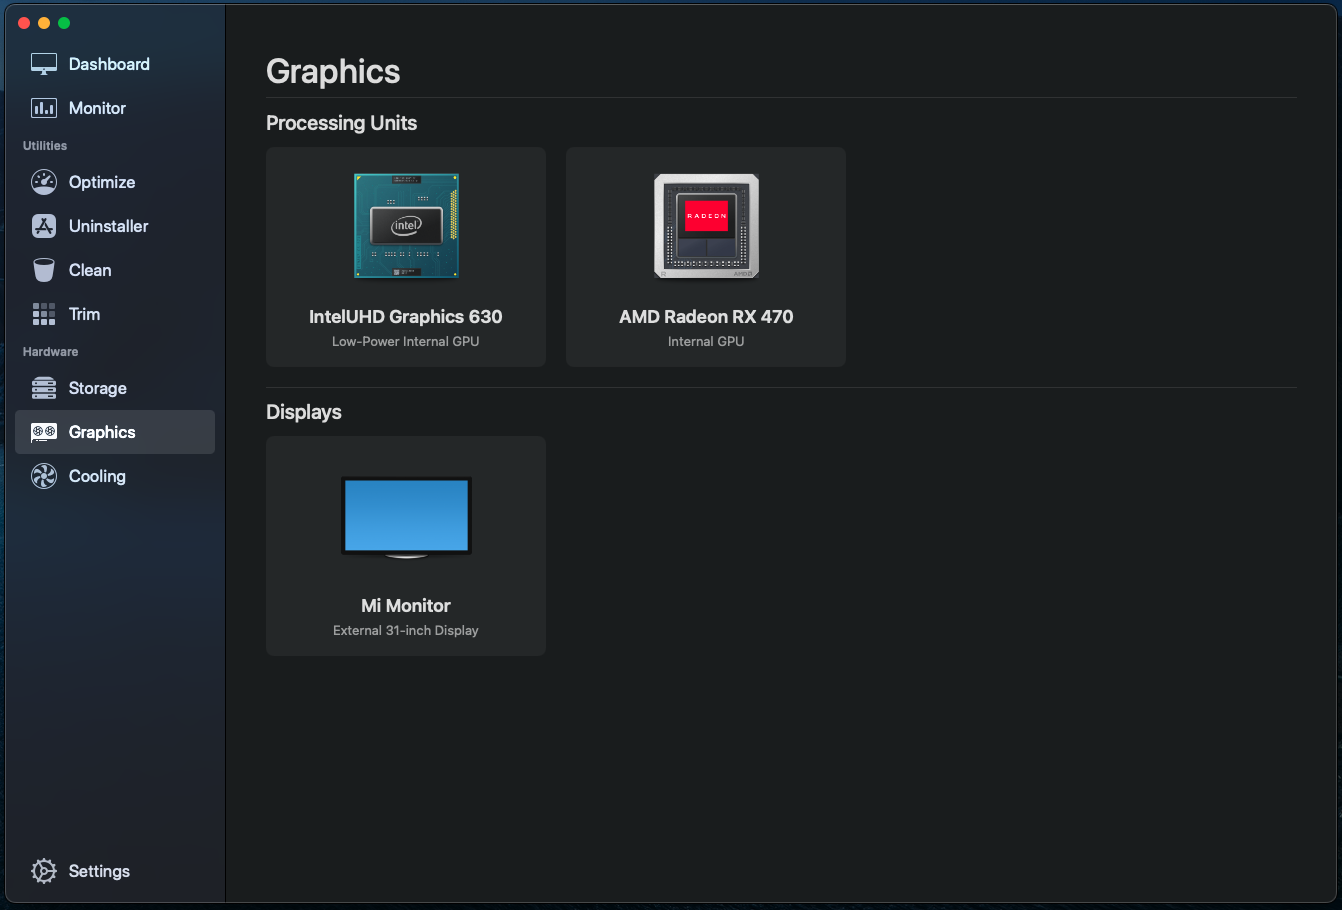 Dashboard
Monitor
Utilities
Optimize
Uninstaller
Clean
Trim
Hardware
Storage
Graphics
Cooling
Settings
Graphics
Processing Units
intel
IntelUHD Graphics 630
Low-Power Internal GPU
RADEON
AMD
AMD Radeon RX 470
Internal GPU
Displays
Mi Monitor
External 31-inch Display